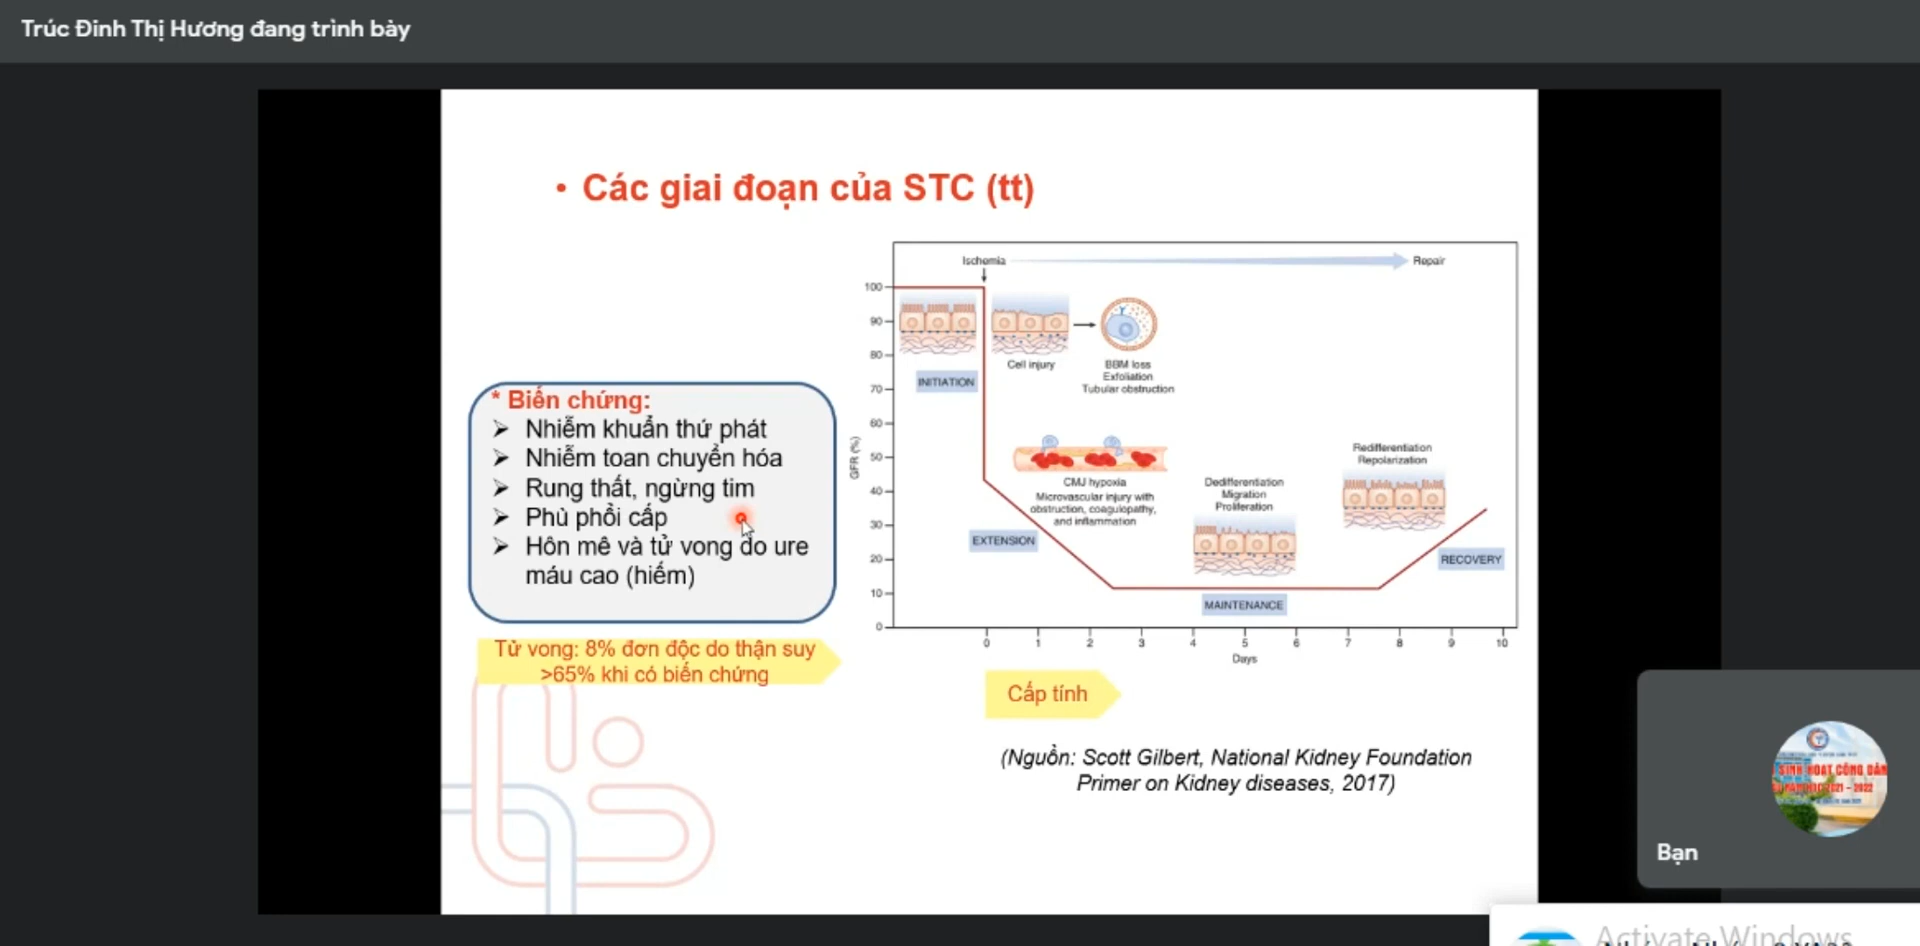 Trúc Đinh Thị Hương đang trình bày
• Các giai đoạn của STC (tt)
* Biến chứng:
➢ Nhiễm khuẩn thứ phát
➢ Nhiễm toan chuyển hóa
➢ Rung thất, ngừng tim
➢ Phù phổi cấp
➢ Hôn mê và tử vong do ure
máu cao (hiếm)
Tử vong: 8% đơn độc do thận suy
>65% khi có biến chứng
Ischemia
Repair
GFR (%)
100
90
80
70
60
50
40
30
20
10
0
INITIATION
Cell injury
BBM loss
Exfoliation
Tubular obstruction
CMJ hypoxia
Microvascular injury with
obstruction, coagulopathy,
and inflammation
EXTENSION
Dedifferentiation
Migration
Proliferation
MAINTENANCE
Redifferentiation
Repolarization
RECOVERY
0 1 2 3 4 5 6 7 8 9 10
Days
Cấp tính
(Nguồn: Scott Gilbert, National Kidney Foundation
Primer on Kidney diseases, 2017)
SINH HOẠT CÔNG DÂN
2021 - 2022
Bạn
Activate Windows